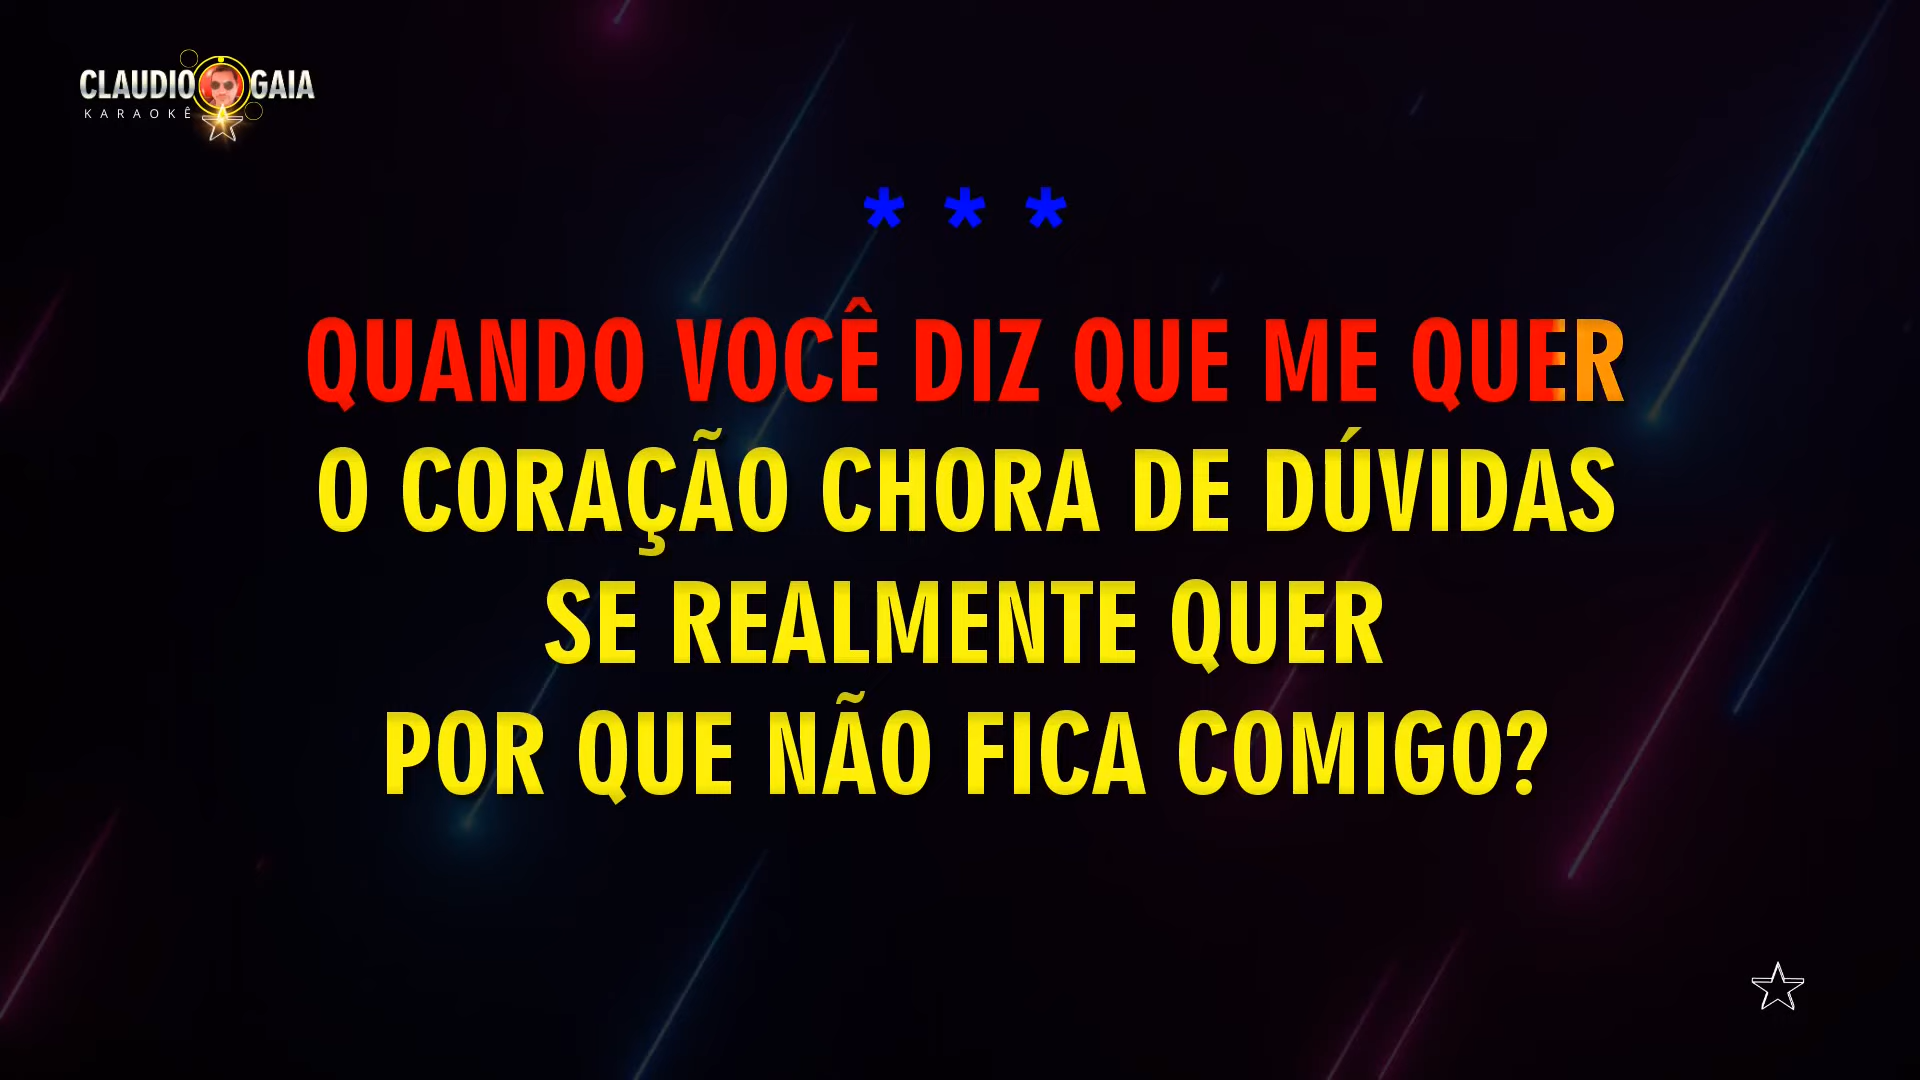 CLAUDIO GAIA
KARAOKÊ
* * *
QUANDO VOCÊ DIZ QUE ME QUER
O CORAÇÃO CHORA DE DÚVIDAS
SE REALMENTE QUER
POR QUE NÃO FICA COMIGO?